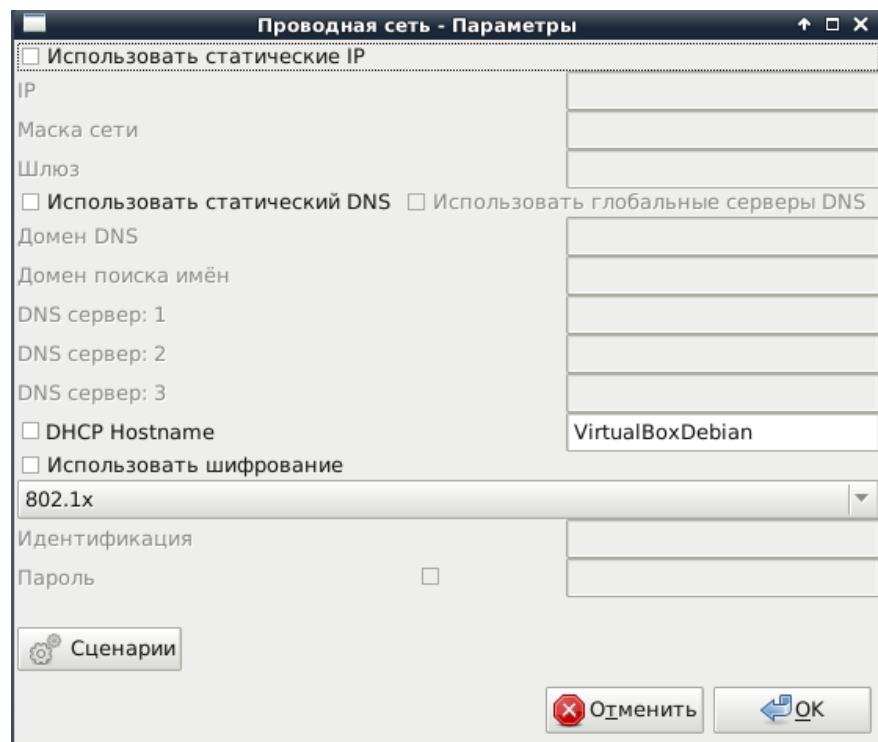 Проводная сеть - Параметры
Использовать статические IP
IP
Маска сети
Шлюз
Использовать статический DNS Использовать глобальные серверы DNS
Домен DNS
Домен поиска имён
DNS сервер: 1
DNS сервер: 2
DNS сервер: 3
DHCP Hostname VirtualBoxDebian
Использовать шифрование
802.1x
Идентификация
Пароль
Сценарии
Отменить OK